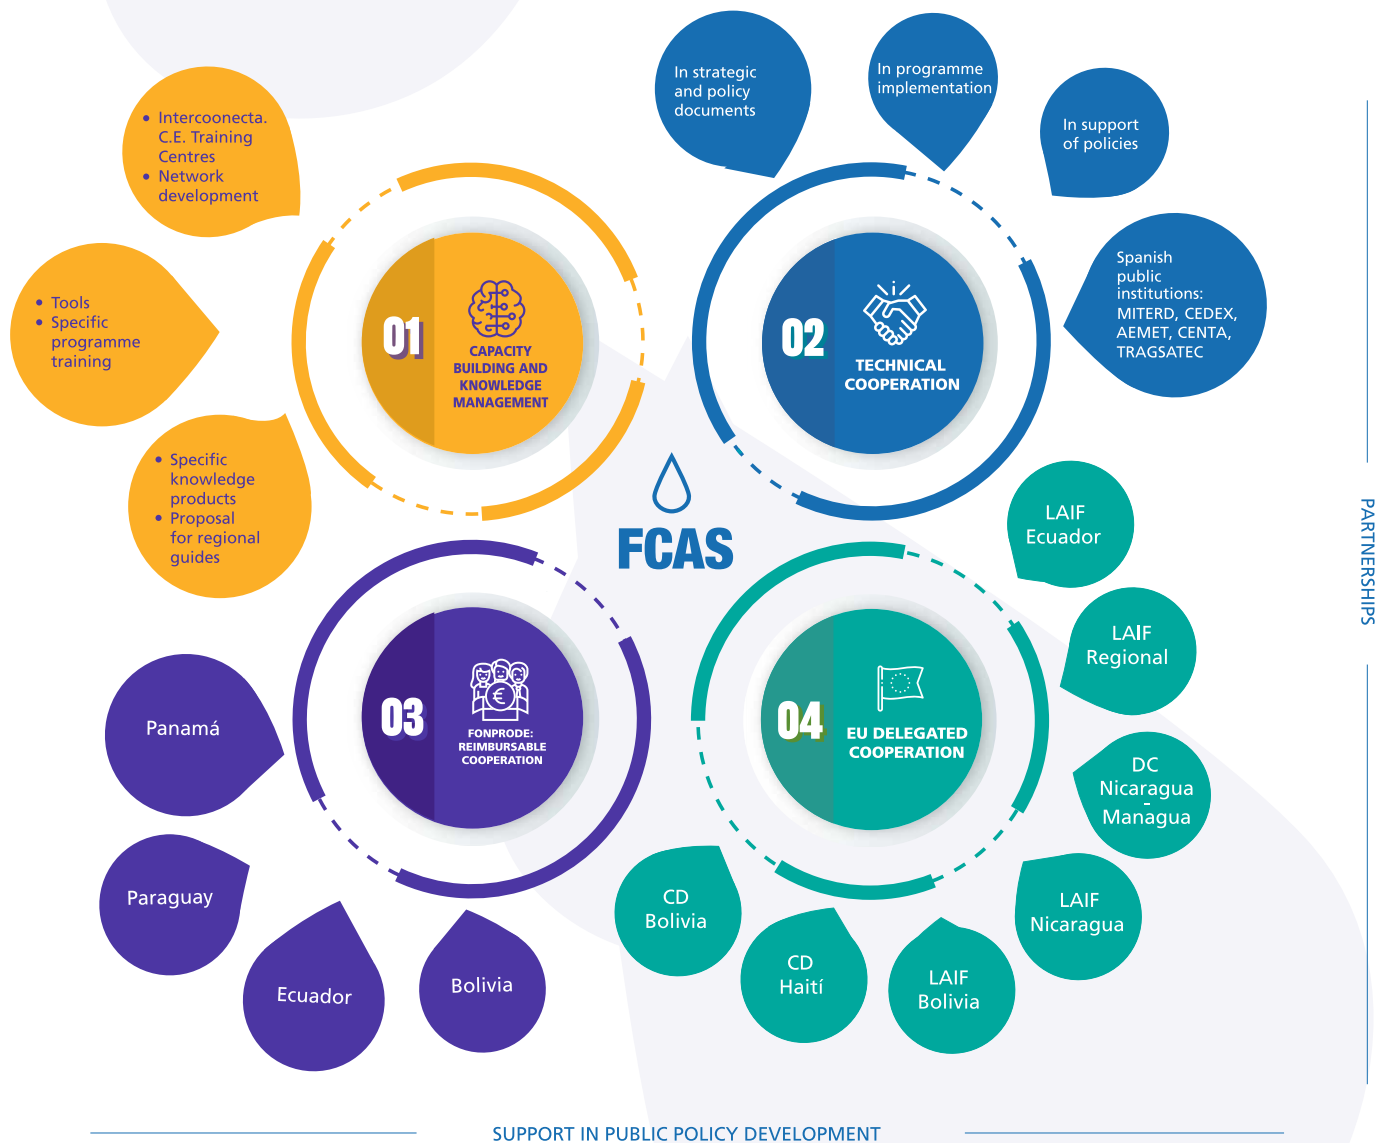 • Intercoonecta.
C.E. Training
Centres
• Network
development
• Tools
• Specific
programme
training
• Specific
knowledge
products
• Proposal
for regional
guides
01
CAPACITY
BUILDING AND
KNOWLEDGE
MANAGEMENT
In strategic
and policy
documents
In programme
implementation
In support
of policies
Spanish
public
institutions:
MITERD, CEDEX,
AEMET, CENTA,
TRAGSATEC
02
TECHNICAL
COOPERATION
FCAS
03
FONPRODE:
REIMBURSABLE
COOPERATION
Panamá
Paraguay
Ecuador
Bolivia
04
EU DELEGATED
COOPERATION
LAIF
Ecuador
LAIF
Regional
DC
Nicaragua
-
Managua
LAIF
Nicaragua
LAIF
Bolivia
CD
Haití
CD
Bolivia
PARTNERSHIPS
SUPPORT IN PUBLIC POLICY DEVELOPMENT